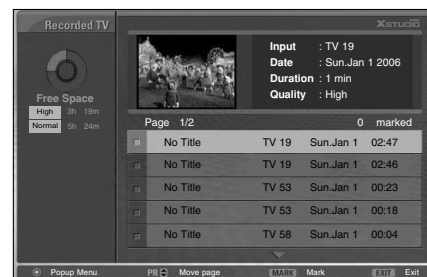 Recorded TV
XSTUDIO
Input : TV 19
Date : Sun.Jan 1 2006
Duration : 1 min
Quality : High
Free Space
High 3h 19m
Normal 5h 24m
Page 1/2 0 marked
No Title TV 19 Sun.Jan 1 02:47
No Title TV 19 Sun.Jan 1 02:46
No Title TV 53 Sun.Jan 1 00:23
No Title TV 53 Sun.Jan 1 00:18
No Title TV 58 Sun.Jan 1 00:04
Popup Menu PR Move page MARK Mark EXIT Exit